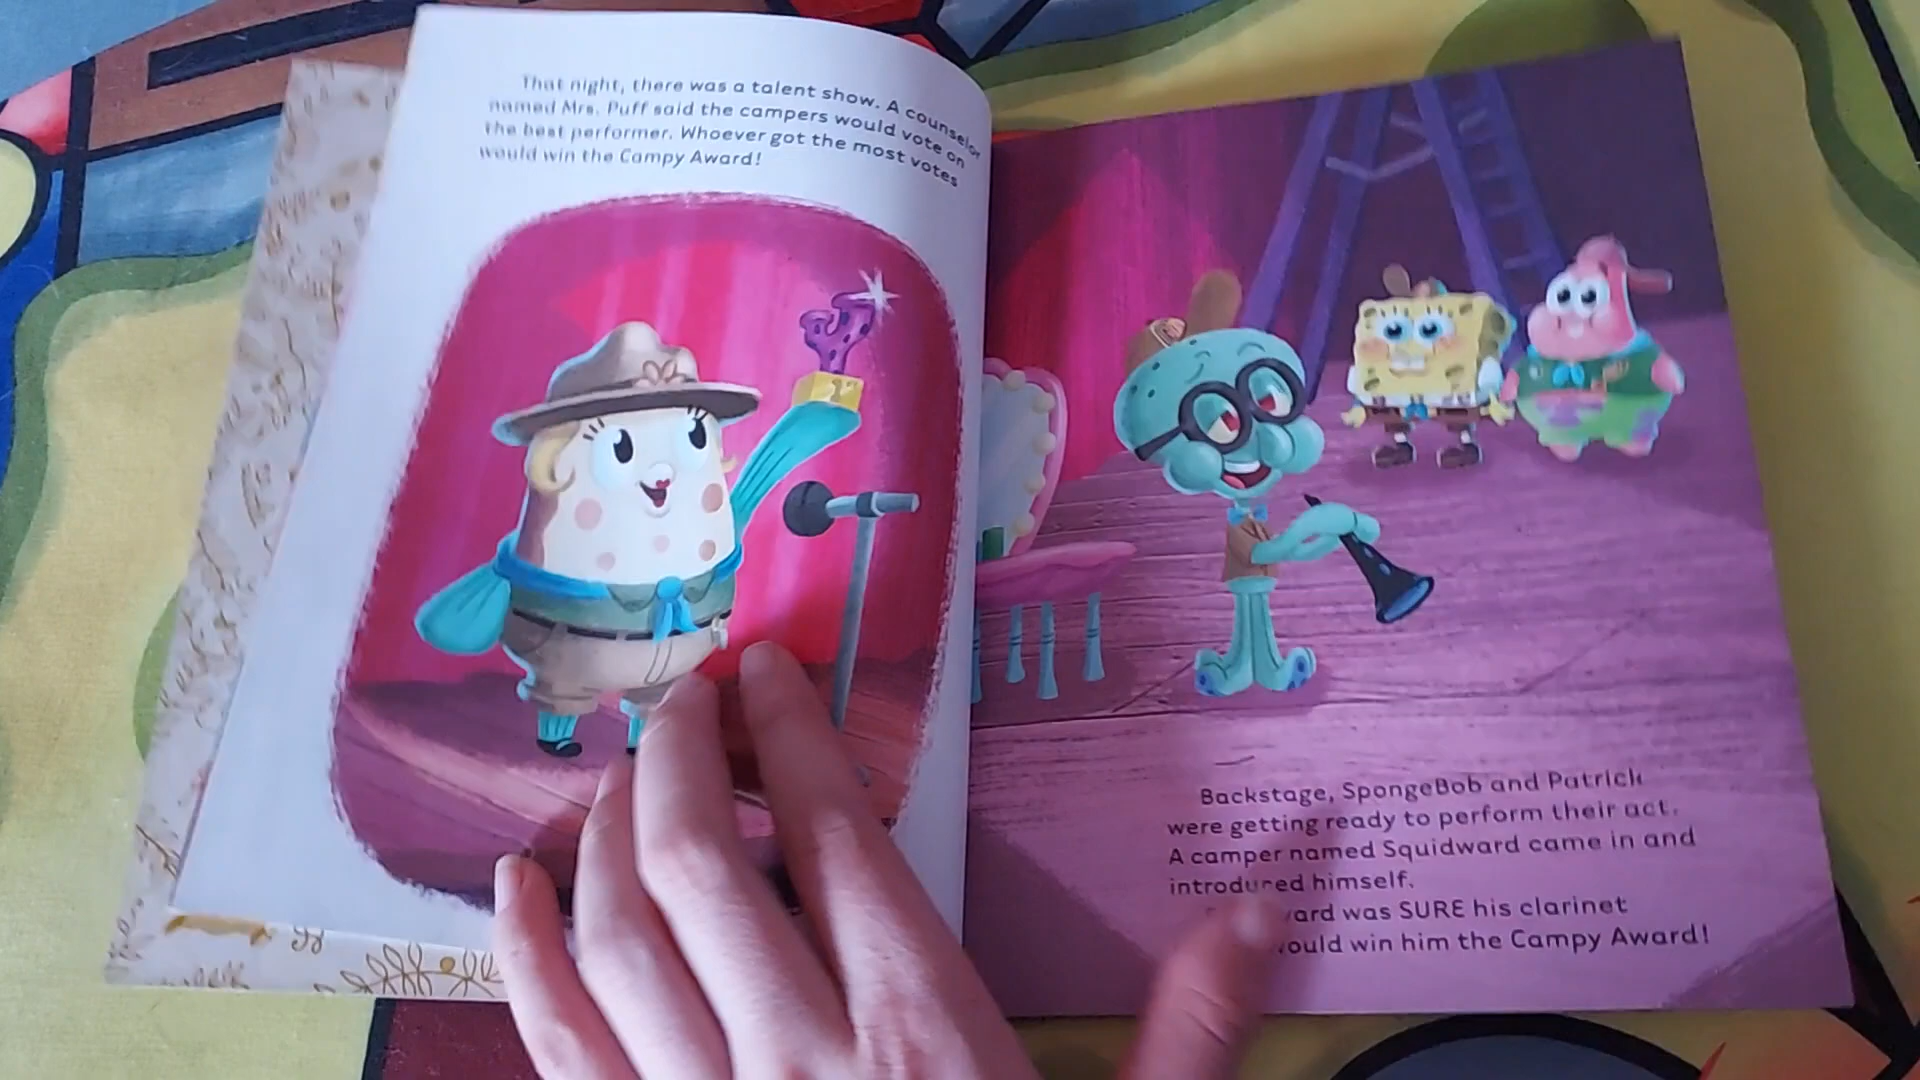 That night, there was a talent show. A counselor
named Mrs. Puff said the campers would vote on
the best performer. Whoever got the most votes
would win the Campy Award!
Backstage, SpongeBob and Patrick
were getting ready to perform their act.
A camper named Squidward came in and
introduced himself.
ward was SURE his clarinet
would win him the Campy Award!